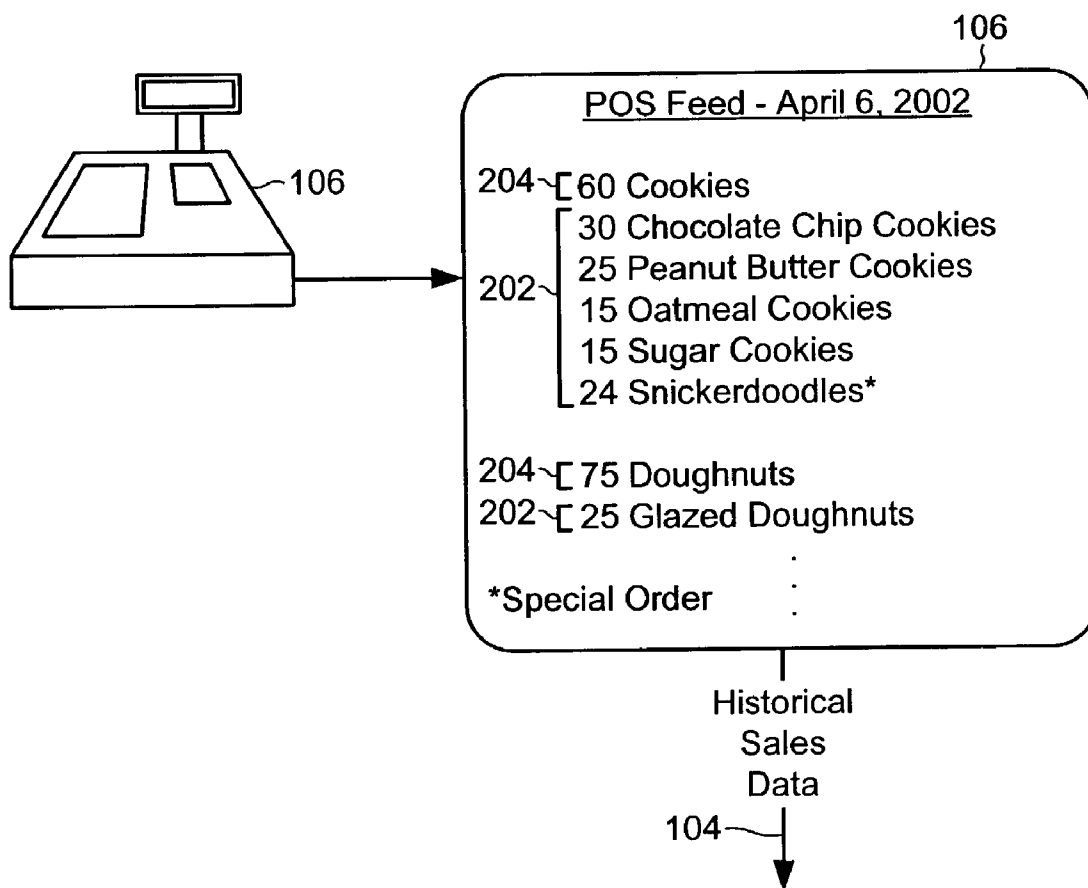 106
POS Feed - April 6, 2002
106
204 60 Cookies
30 Chocolate Chip Cookies
25 Peanut Butter Cookies
202
15 Oatmeal Cookies
15 Sugar Cookies
24 Snickerdoodles*
204 75 Doughnuts
202 25 Glazed Doughnuts
*Special Order
Historical
Sales
Data
104